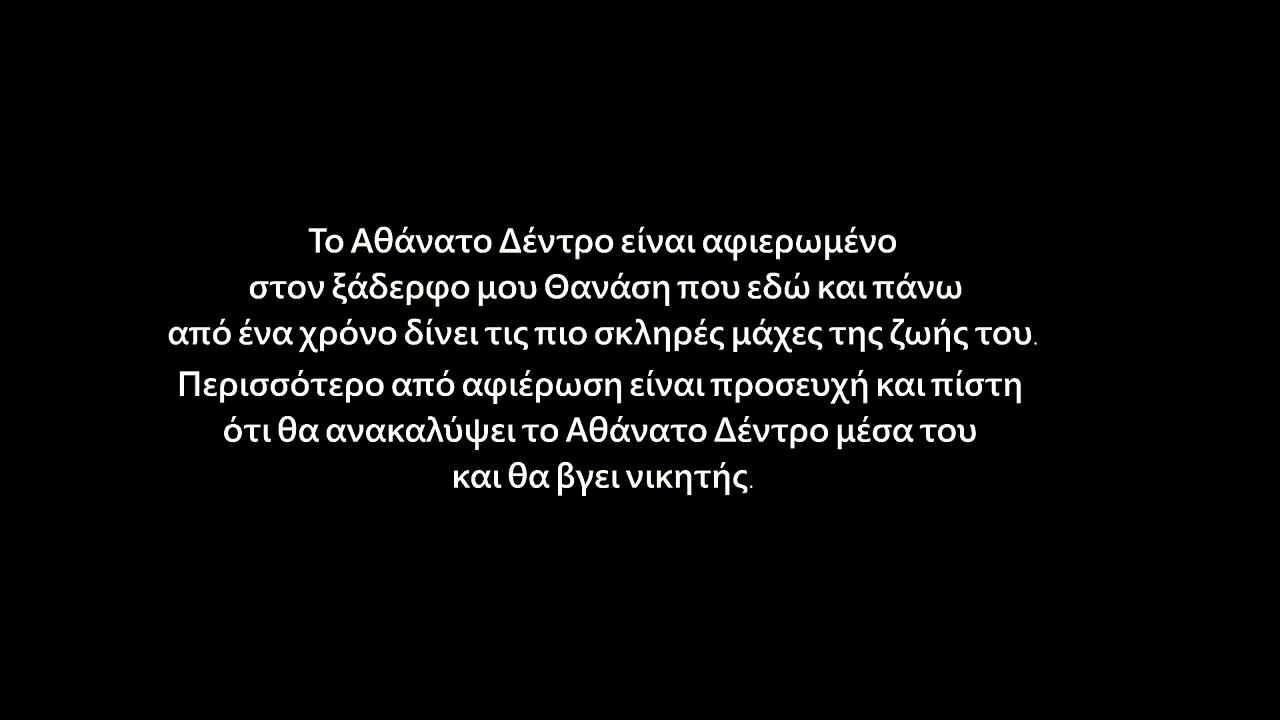 Το Αθάνατο Δέντρο είναι αφιερωμένο
στον ξάδερφο μου Θανάση που εδώ και πάνω
από ένα χρόνο δίνει τις πιο σκληρές μάχες της ζωής του.
Περισσότερο από αφιέρωση είναι προσευχή και πίστη
ότι θα ανακαλύψει το Αθάνατο Δέντρο μέσα του
και θα βγει νικητής.